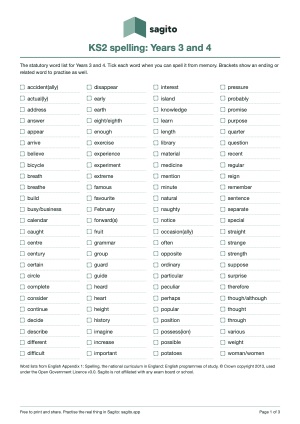 sagito
KS2 spelling: Years 3 and 4
The statutory word list for Years 3 and 4. Tick each word when you can spell it from memory. Brackets show an ending or
related word to practise as well.
accident(ally) disappear interest pressure
actual(ly) early island probably
address earth knowledge promise
answer eight/eighth learn purpose
appear enough length quarter
arrive exercise library question
believe experience material recent
bicycle experiment medicine regular
breath extreme mention reign
breathe famous minute remember
build favourite natural sentence
busy/business February naughty separate
calendar forward(s) notice special
caught fruit occasion(ally) straight
centre grammar often strange
century group opposite strength
certain guard ordinary suppose
circle guide particular surprise
complete heard peculiar therefore
consider heart perhaps though/although
continue height popular thought
decide history position through
describe imagine possess(ion) various
different increase possible weight
difficult important potatoes woman/women
Word lists from English Appendix 1: Spelling, the national curriculum in England: English programmes of study. © Crown copyright 2013, used
under the Open Government Licence v3.0. Sagito is not affiliated with any exam board or school.
Free to print and share. Practise the real thing in Sagito: sagito.app Page 1 of 3